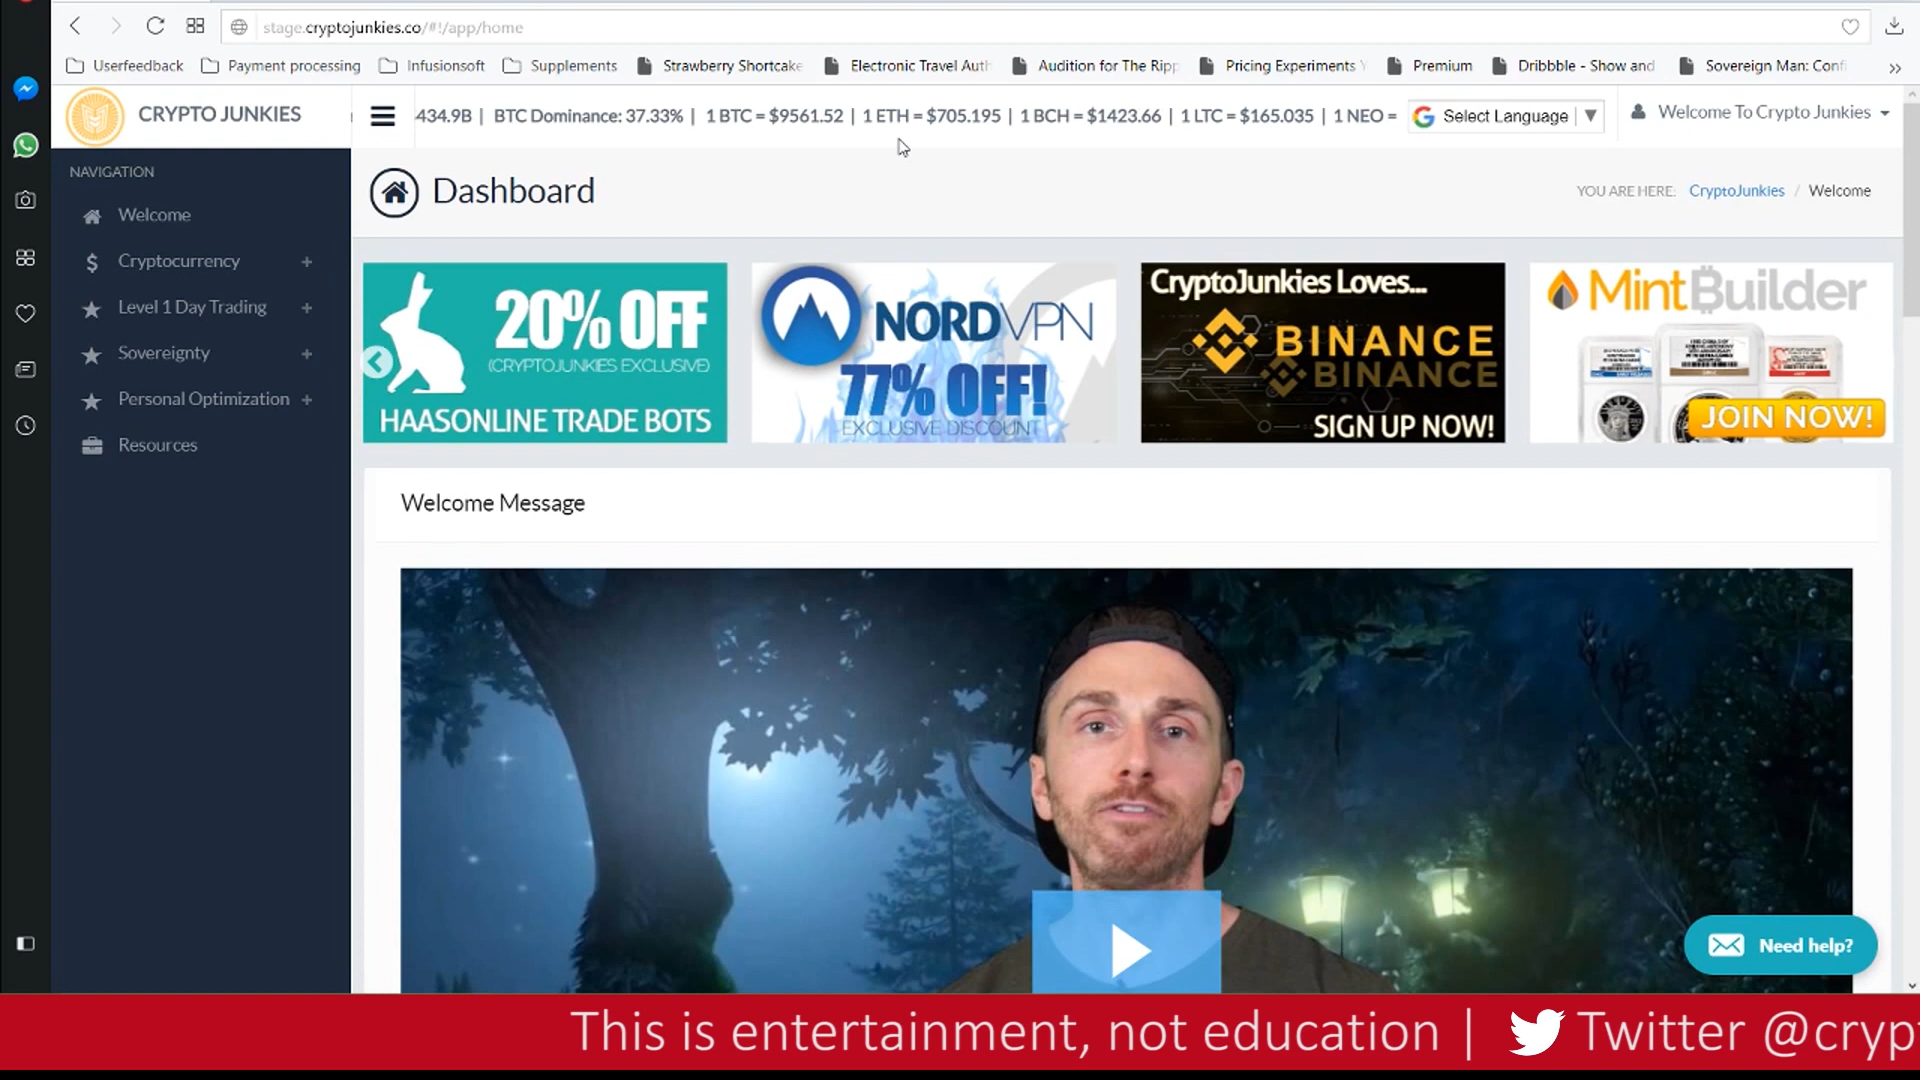 stage.cryptojunkies.co/#!/app/home
Userfeedback Payment processing Infusionsoft Supplements Strawberry Shortcake Electronic Travel Auth Audition for The Ripp Pricing Experiments Premium Dribbble - Show and Sovereign Man: Confi
CRYPTO JUNKIES
434.9B | BTC Dominance: 37.33% | 1 BTC = $9561.52 | 1 ETH = $705.195 | 1 BCH = $1423.66 | 1 LTC = $165.035 | 1 NEO =
Select Language ▼
Welcome To Crypto Junkies
NAVIGATION
Welcome
Cryptocurrency +
Level 1 Day Trading +
Sovereignty +
Personal Optimization +
Resources
Dashboard
YOU ARE HERE: CryptoJunkies / Welcome
20% OFF
(CRYPTOJUNKIES EXCLUSIVE)
HAASONLINE TRADE BOTS
NORDVPN
77% OFF!
EXCLUSIVE DISCOUNT
CryptoJunkies Loves...
BINANCE
BINANCE
SIGN UP NOW!
MintBuilder
JOIN NOW!
Welcome Message
Need help?
This is entertainment, not education | Twitter @cryp